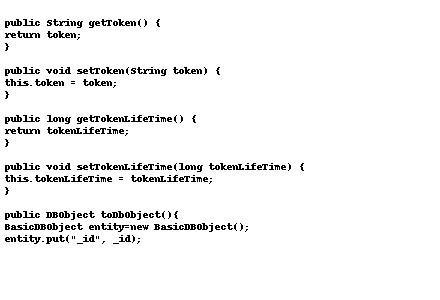 public String getToken() {
return token;
}
public void setToken(String token) {
this.token = token;
}
public long getTokenLifeTime() {
return tokenLifeTime;
}
public void setTokenLifeTime(long tokenLifeTime) {
this.tokenLifeTime = tokenLifeTime;
}
public DBObject toDbObject(){
BasicDBObject entity=new BasicDBObject();
entity.put("_id", _id);